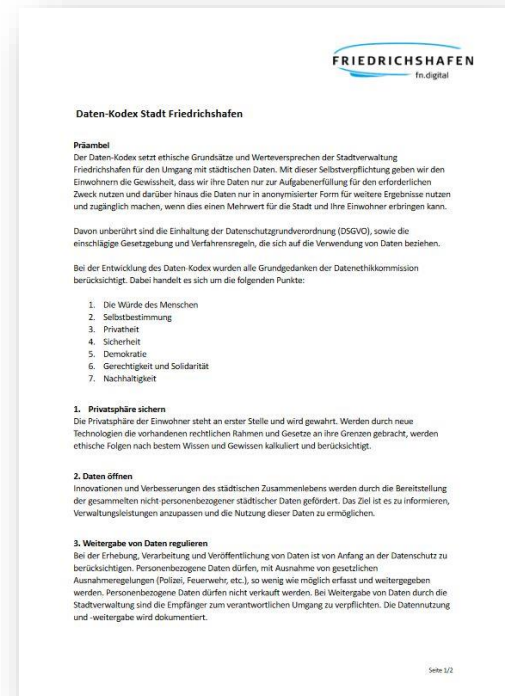 FRIEDRICHSHAFEN
fn.digital
Daten-Kodex Stadt Friedrichshafen
Präambel
Der Daten-Kodex setzt ethische Grundsätze und Werteversprechen der Stadtverwaltung
Friedrichshafen für den Umgang mit städtischen Daten. Mit dieser Selbstverpflichtung geben wir den
Einwohnern die Gewissheit, dass wir ihre Daten nur zur Aufgabenerfüllung für den erforderlichen
Zweck nutzen und darüber hinaus die Daten nur in anonymisierter Form für weitere Ergebnisse nutzen
und zugänglich machen, wenn dies einen Mehrwert für die Stadt und Ihre Einwohner erbringen kann.
Davon unberührt sind die Einhaltung der Datenschutzgrundverordnung (DSGVO), sowie die
einschlägige Gesetzgebung und Verfahrensregeln, die sich auf die Verwendung von Daten beziehen.
Bei der Entwicklung des Daten-Kodex wurden alle Grundgedanken der Datenethikkommission
berücksichtigt. Dabei handelt es sich um die folgenden Punkte:
1. Die Würde des Menschen
2. Selbstbestimmung
3. Privatheit
4. Sicherheit
5. Demokratie
6. Gerechtigkeit und Solidarität
7. Nachhaltigkeit
1. Privatsphäre sichern
Die Privatsphäre der Einwohner steht an erster Stelle und wird gewahrt. Werden durch neue
Technologien die vorhandenen rechtlichen Rahmen und Gesetze an ihre Grenzen gebracht, werden
ethische Folgen nach bestem Wissen und Gewissen kalkuliert und berücksichtigt.
2. Daten öffnen
Innovationen und Verbesserungen des städtischen Zusammenlebens werden durch die Bereitstellung
der gesammelten nicht-personenbezogener städtischer Daten gefördert. Das Ziel ist es zu informieren,
Verwaltungsleistungen anzupassen und die Nutzung dieser Daten zu ermöglichen.
3. Weitergabe von Daten regulieren
Bei der Erhebung, Verarbeitung und Veröffentlichung von Daten ist von Anfang an der Datenschutz zu
berücksichtigen. Personenbezogene Daten dürfen, mit Ausnahme von gesetzlichen
Ausnahmeregelungen (Polizei, Feuerwehr, etc.), so wenig wie möglich erfasst und weitergegeben
werden. Personenbezogene Daten dürfen nicht verkauft werden. Bei Weitergabe von Daten durch die
Stadtverwaltung sind die Empfänger zum verantwortlichen Umgang zu verpflichten. Die Datennutzung
und -weitergabe wird dokumentiert.
Seite 1/2